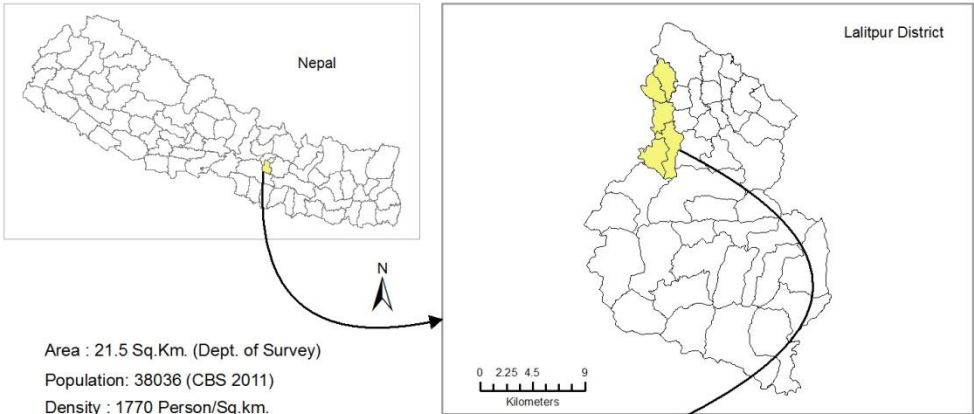 Nepal
Lalitpur District
N
Area : 21.5 Sq.Km. (Dept. of Survey)
Population: 38036 (CBS 2011)
Density : 1770 Person/Sq.km.
0 2.25 4.5 9
Kilometers